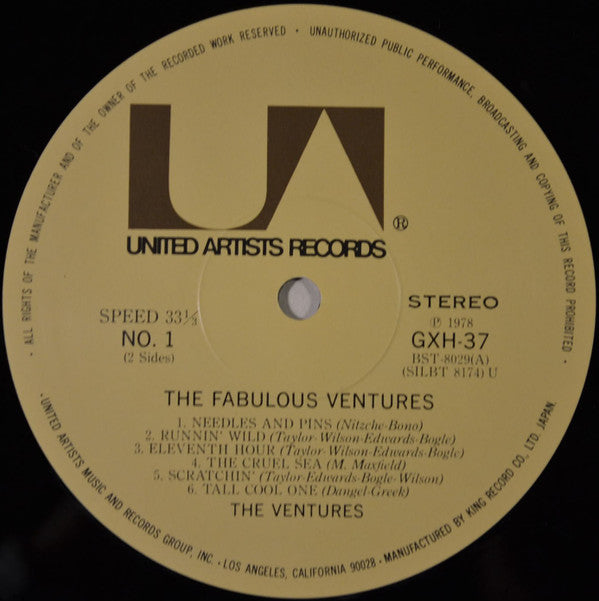 · ALL RIGHTS OF THE MANUFACTURER AND OF THE OWNER OF THE RECORDED WORK RESERVED · UNAUTHORIZED PUBLIC PERFORMANCE, BROADCASTING AND COPYING OF THIS RECORD PROHIBITED ·
UA
®
UNITED ARTISTS RECORDS
SPEED 33⅓
NO. 1
(2 Sides)
STEREO
Ⓟ 1978
GXH-37
BST-8029(A)
(SILBT 8174) U
THE FABULOUS VENTURES
1. NEEDLES AND PINS (Nitzche-Bono)
2. RUNNIN' WILD (Taylor-Wilson-Edwards-Bogle)
3. ELEVENTH HOUR (Taylor-Wilson-Edwards-Bogle)
4. THE CRUEL SEA (M. Maxfield)
5. SCRATCHIN' (Taylor-Edwards-Bogle-Wilson)
6. TALL COOL ONE (Dangel-Greek)
THE VENTURES
· UNITED ARTISTS MUSIC AND RECORDS GROUP, INC. · LOS ANGELES, CALIFORNIA 90028 · MANUFACTURED BY KING RECORD CO., LTD. JAPAN.